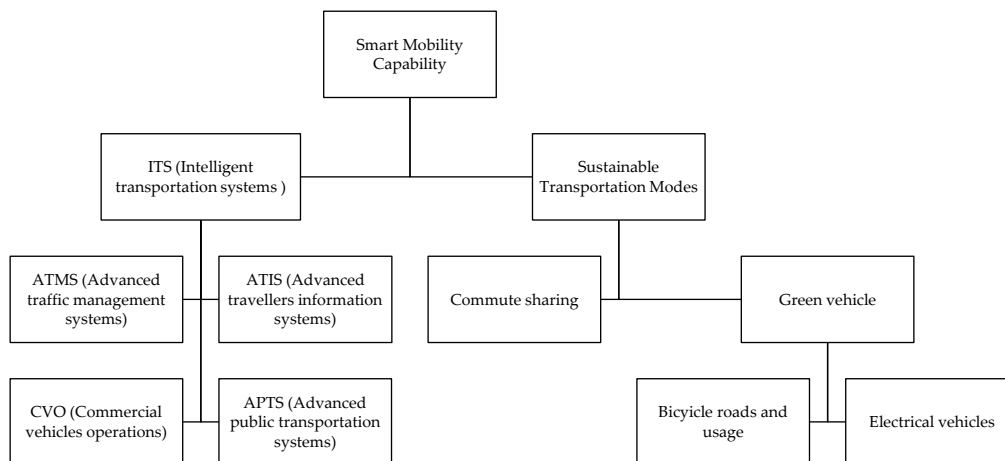 Smart Mobility
Capability
ITS (Intelligent
transportation systems )
Sustainable
Transportation Modes
ATMS (Advanced
traffic management
systems)
ATIS (Advanced
travellers information
systems)
Commute sharing
Green vehicle
CVO (Commercial
vehicles operations)
APTS (Advanced
public transportation
systems)
Bicycle roads and
usage
Electrical vehicles